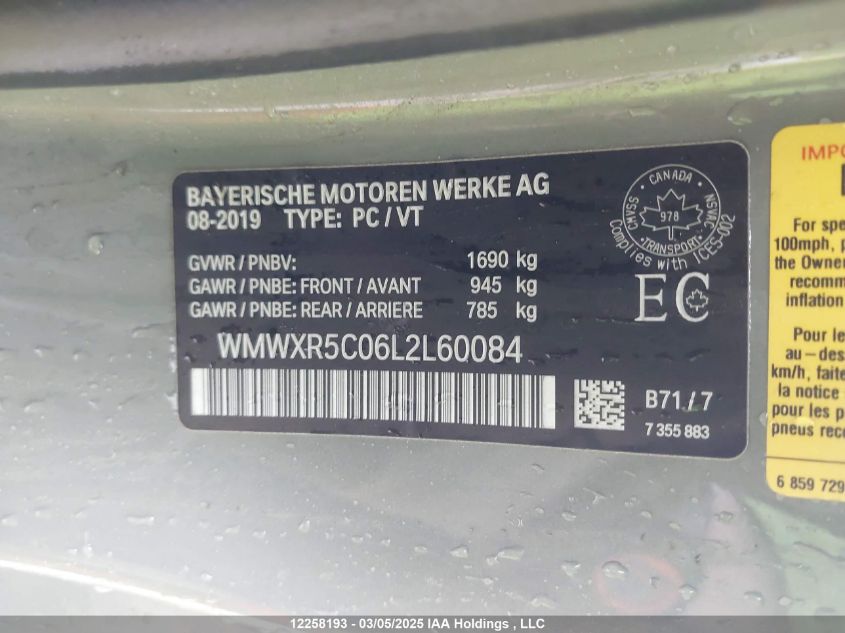 BAYERISCHE MOTOREN WERKE AG
08-2019 TYPE: PC / VT
GVWR / PNBV: 1690 kg
GAWR / PNBE: FRONT / AVANT 945 kg
GAWR / PNBE: REAR / ARRIERE 785 kg
WMWXR5C06L2L60084
B71 / 7
7 355 883
CANADA
CMVSS
978
NSVAC
TRANSPORT
Complies with ICES-002
EC
IMPO
For spe
100mph, p
the Owner
recomm
inflation
Pour le
au–des
km/h, faite
la notice
pour les p
pneus reco
6 859 729
12258193 - 03/05/2025 IAA Holdings , LLC